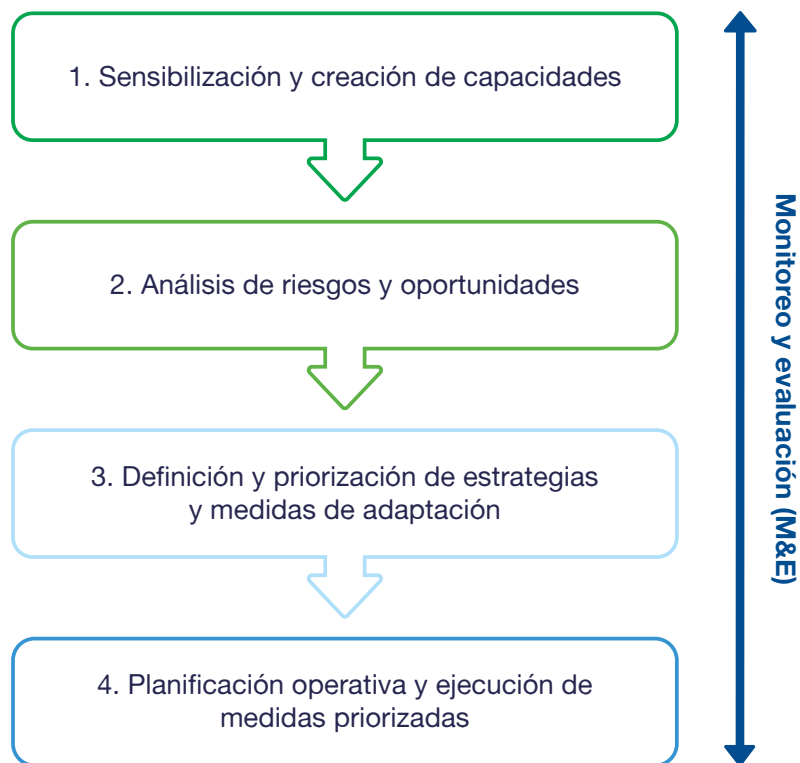 1. Sensibilización y creación de capacidades
2. Análisis de riesgos y oportunidades
3. Definición y priorización de estrategias
y medidas de adaptación
4. Planificación operativa y ejecución de
medidas priorizadas
Monitoreo y evaluación (M&E)